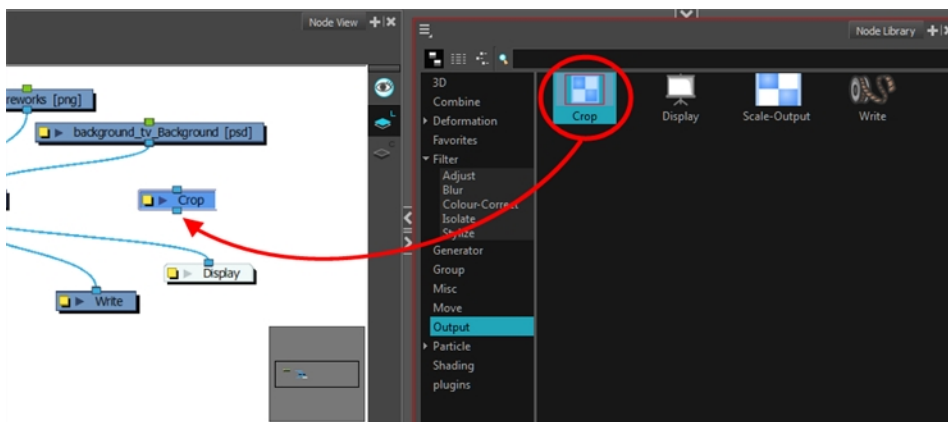 Node View
reworks [png]
background_tv_Background [psd]
L
C
Crop
Display
Write
Node Library
3D
Combine
Deformation
Favorites
Filter
Adjust
Blur
Colour-Correct
Isolate
Stylize
Generator
Group
Misc
Move
Output
Particle
Shading
plugins
Crop
Display
Scale-Output
Write